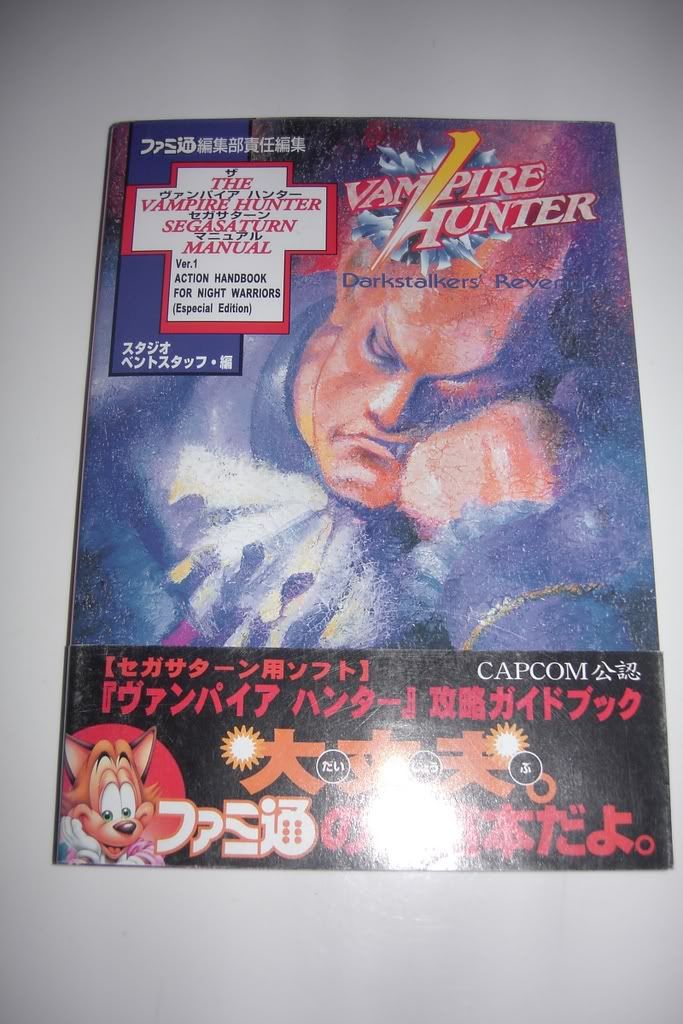 ファミ通編集部責任編集
ザ
THE
ヴァンパイア ハンター
VAMPIRE HUNTER
セガサターン
SEGASATURN
マニュアル
MANUAL
Ver.1
ACTION HANDBOOK
FOR NIGHT WARRIORS
(Especial Edition)
スタジオ
ベントスタッフ・編
VAMPIRE
HUNTER
Darkstalkers'
【セガサターン用ソフト】
CAPCOM公認
『ヴァンパイア ハンター』攻略ガイドブック
大丈夫。
だい ぶ
ファミ通の 本だよ。